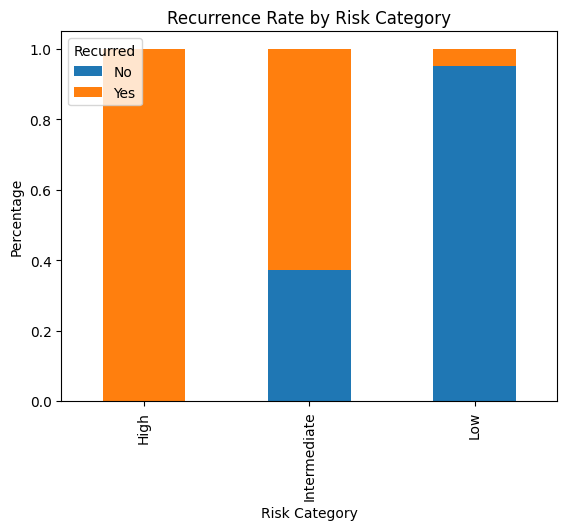 Recurrence Rate by Risk Category
Recurred
No
Yes
Percentage
1.0
0.8
0.6
0.4
0.2
0.0
High
Intermediate
Low
Risk Category